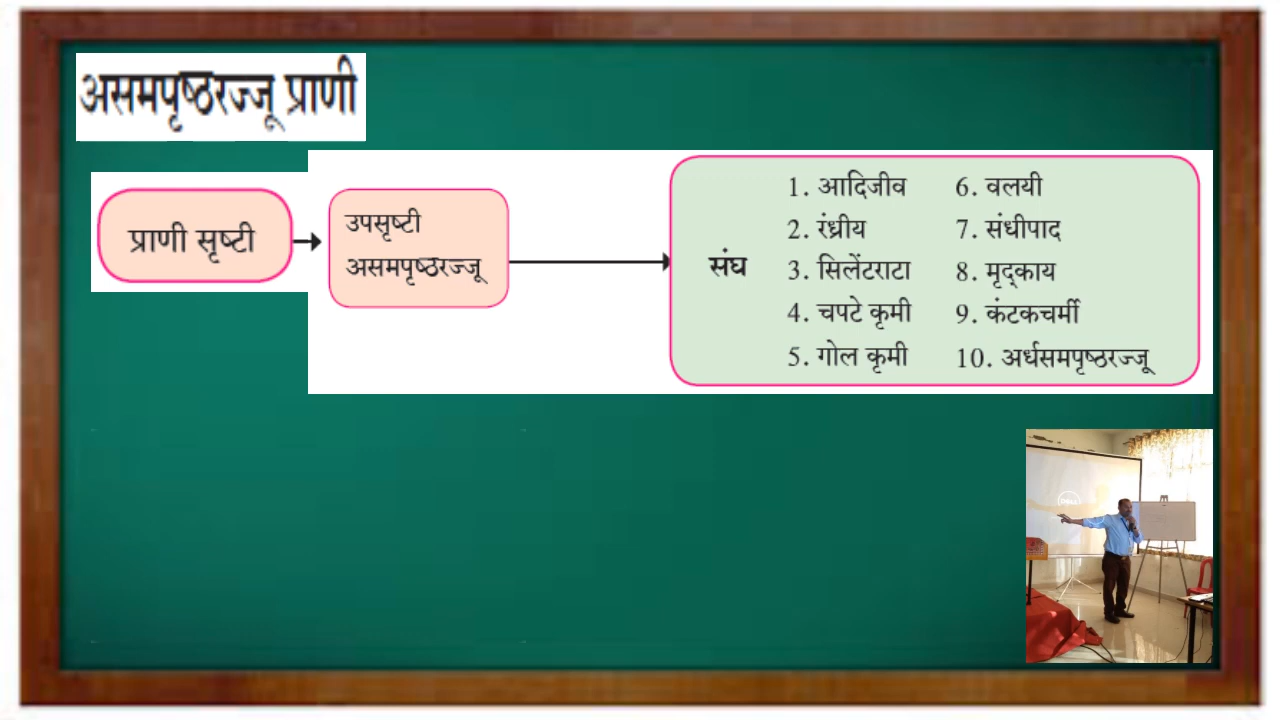 असमपृष्ठरज्जू प्राणी
प्राणी सृष्टी
उपसृष्टी
असमपृष्ठरज्जू
संघ
1. आदिजीव
2. रंध्रीय
3. सिलेंटराटा
4. चपटे कृमी
5. गोल कृमी
6. वलयी
7. संधीपाद
8. मृद्काय
9. कंटकचर्मी
10. अर्धसमपृष्ठरज्जू
DELL